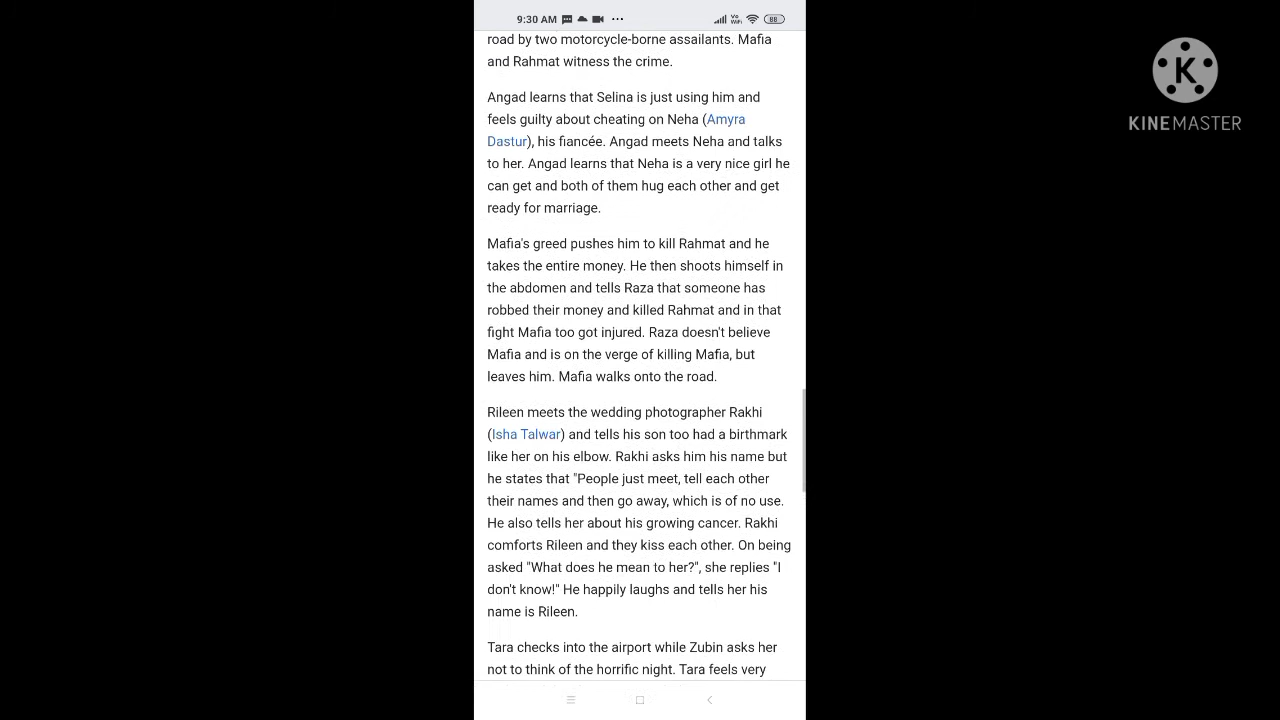 9:30 AM
Vo
WiFi
88
road by two motorcycle-borne assailants. Mafia
and Rahmat witness the crime.
Angad learns that Selina is just using him and
feels guilty about cheating on Neha (Amyra
Dastur), his fiancée. Angad meets Neha and talks
to her. Angad learns that Neha is a very nice girl he
can get and both of them hug each other and get
ready for marriage.
Mafia's greed pushes him to kill Rahmat and he
takes the entire money. He then shoots himself in
the abdomen and tells Raza that someone has
robbed their money and killed Rahmat and in that
fight Mafia too got injured. Raza doesn't believe
Mafia and is on the verge of killing Mafia, but
leaves him. Mafia walks onto the road.
Rileen meets the wedding photographer Rakhi
(Isha Talwar) and tells his son too had a birthmark
like her on his elbow. Rakhi asks him his name but
he states that "People just meet, tell each other
their names and then go away, which is of no use.
He also tells her about his growing cancer. Rakhi
comforts Rileen and they kiss each other. On being
asked "What does he mean to her?", she replies "I
don't know!" He happily laughs and tells her his
name is Rileen.
Tara checks into the airport while Zubin asks her
not to think of the horrific night. Tara feels very
K
KINEMASTER